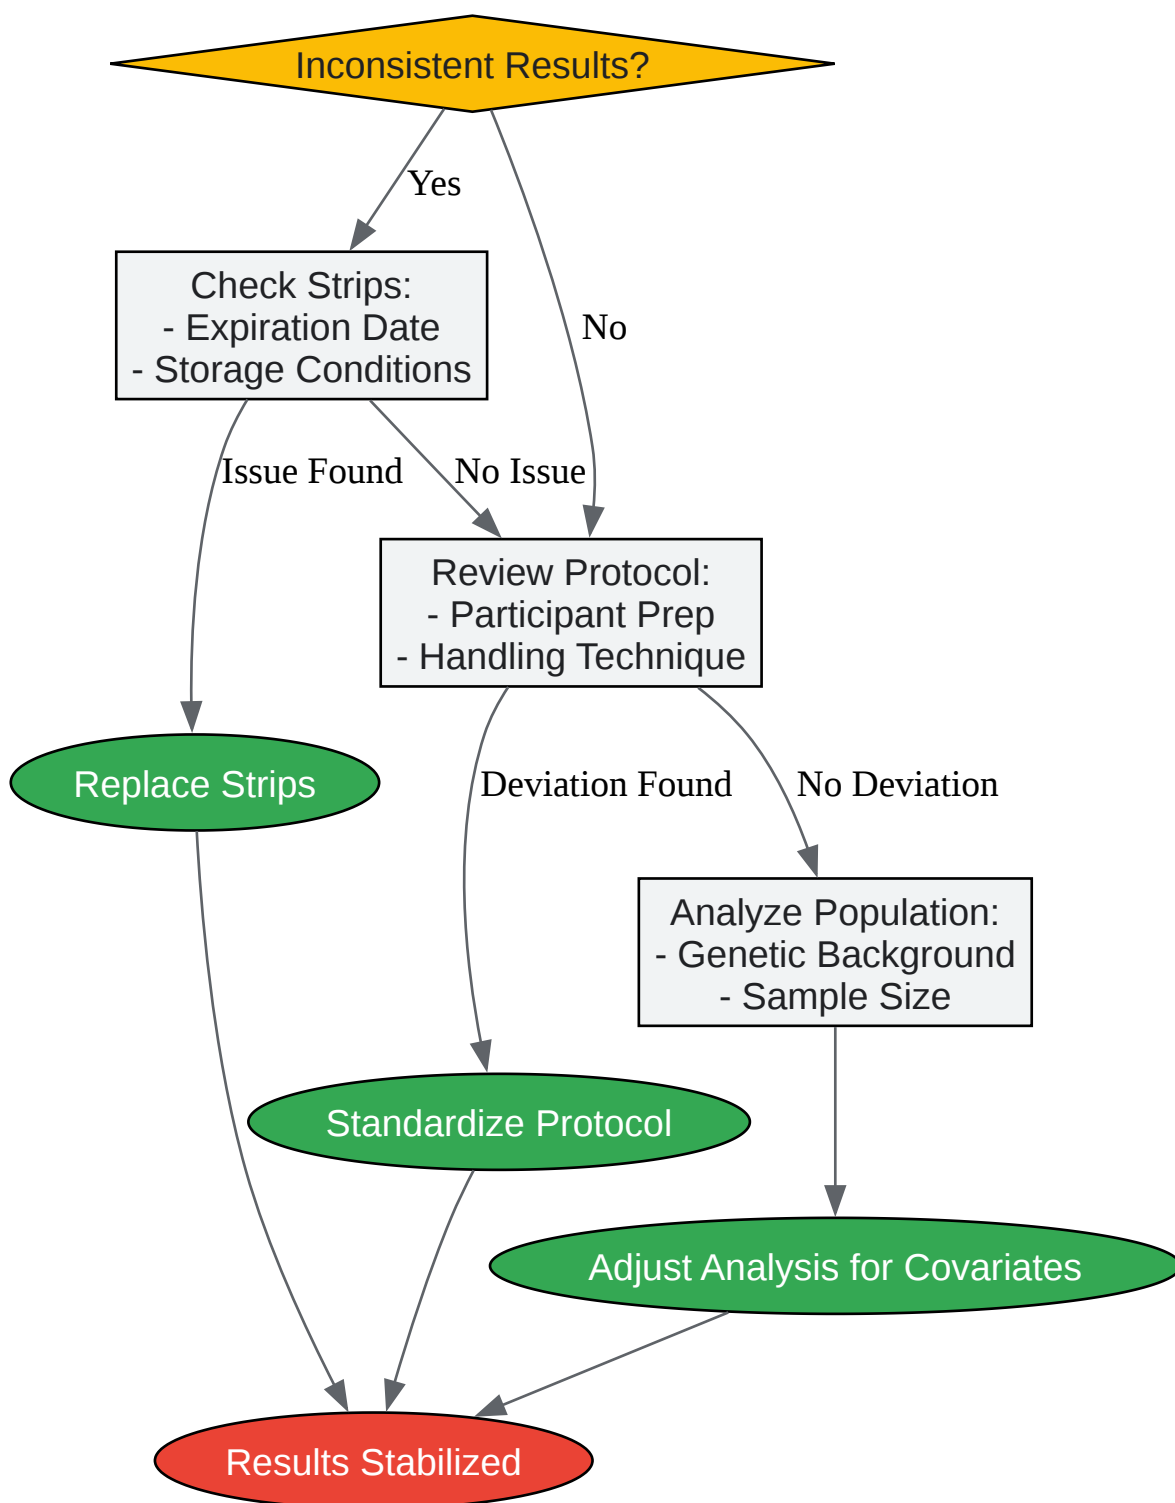 Inconsistent Results?
Yes
Check Strips:
- Expiration Date
- Storage Conditions
No
Issue Found
No Issue
Review Protocol:
- Participant Prep
- Handling Technique
Replace Strips
Deviation Found
No Deviation
Analyze Population:
- Genetic Background
- Sample Size
Standardize Protocol
Adjust Analysis for Covariates
Results Stabilized